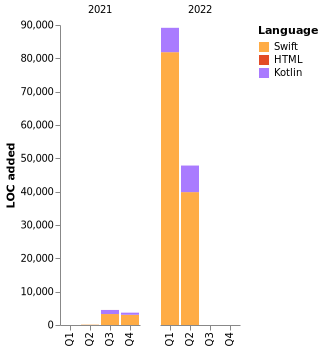 2021
2022
LOC added
90,000
80,000
70,000
60,000
50,000
40,000
30,000
20,000
10,000
0
Q1 Q2 Q3 Q4
Q1 Q2 Q3 Q4
Language
Swift
HTML
Kotlin